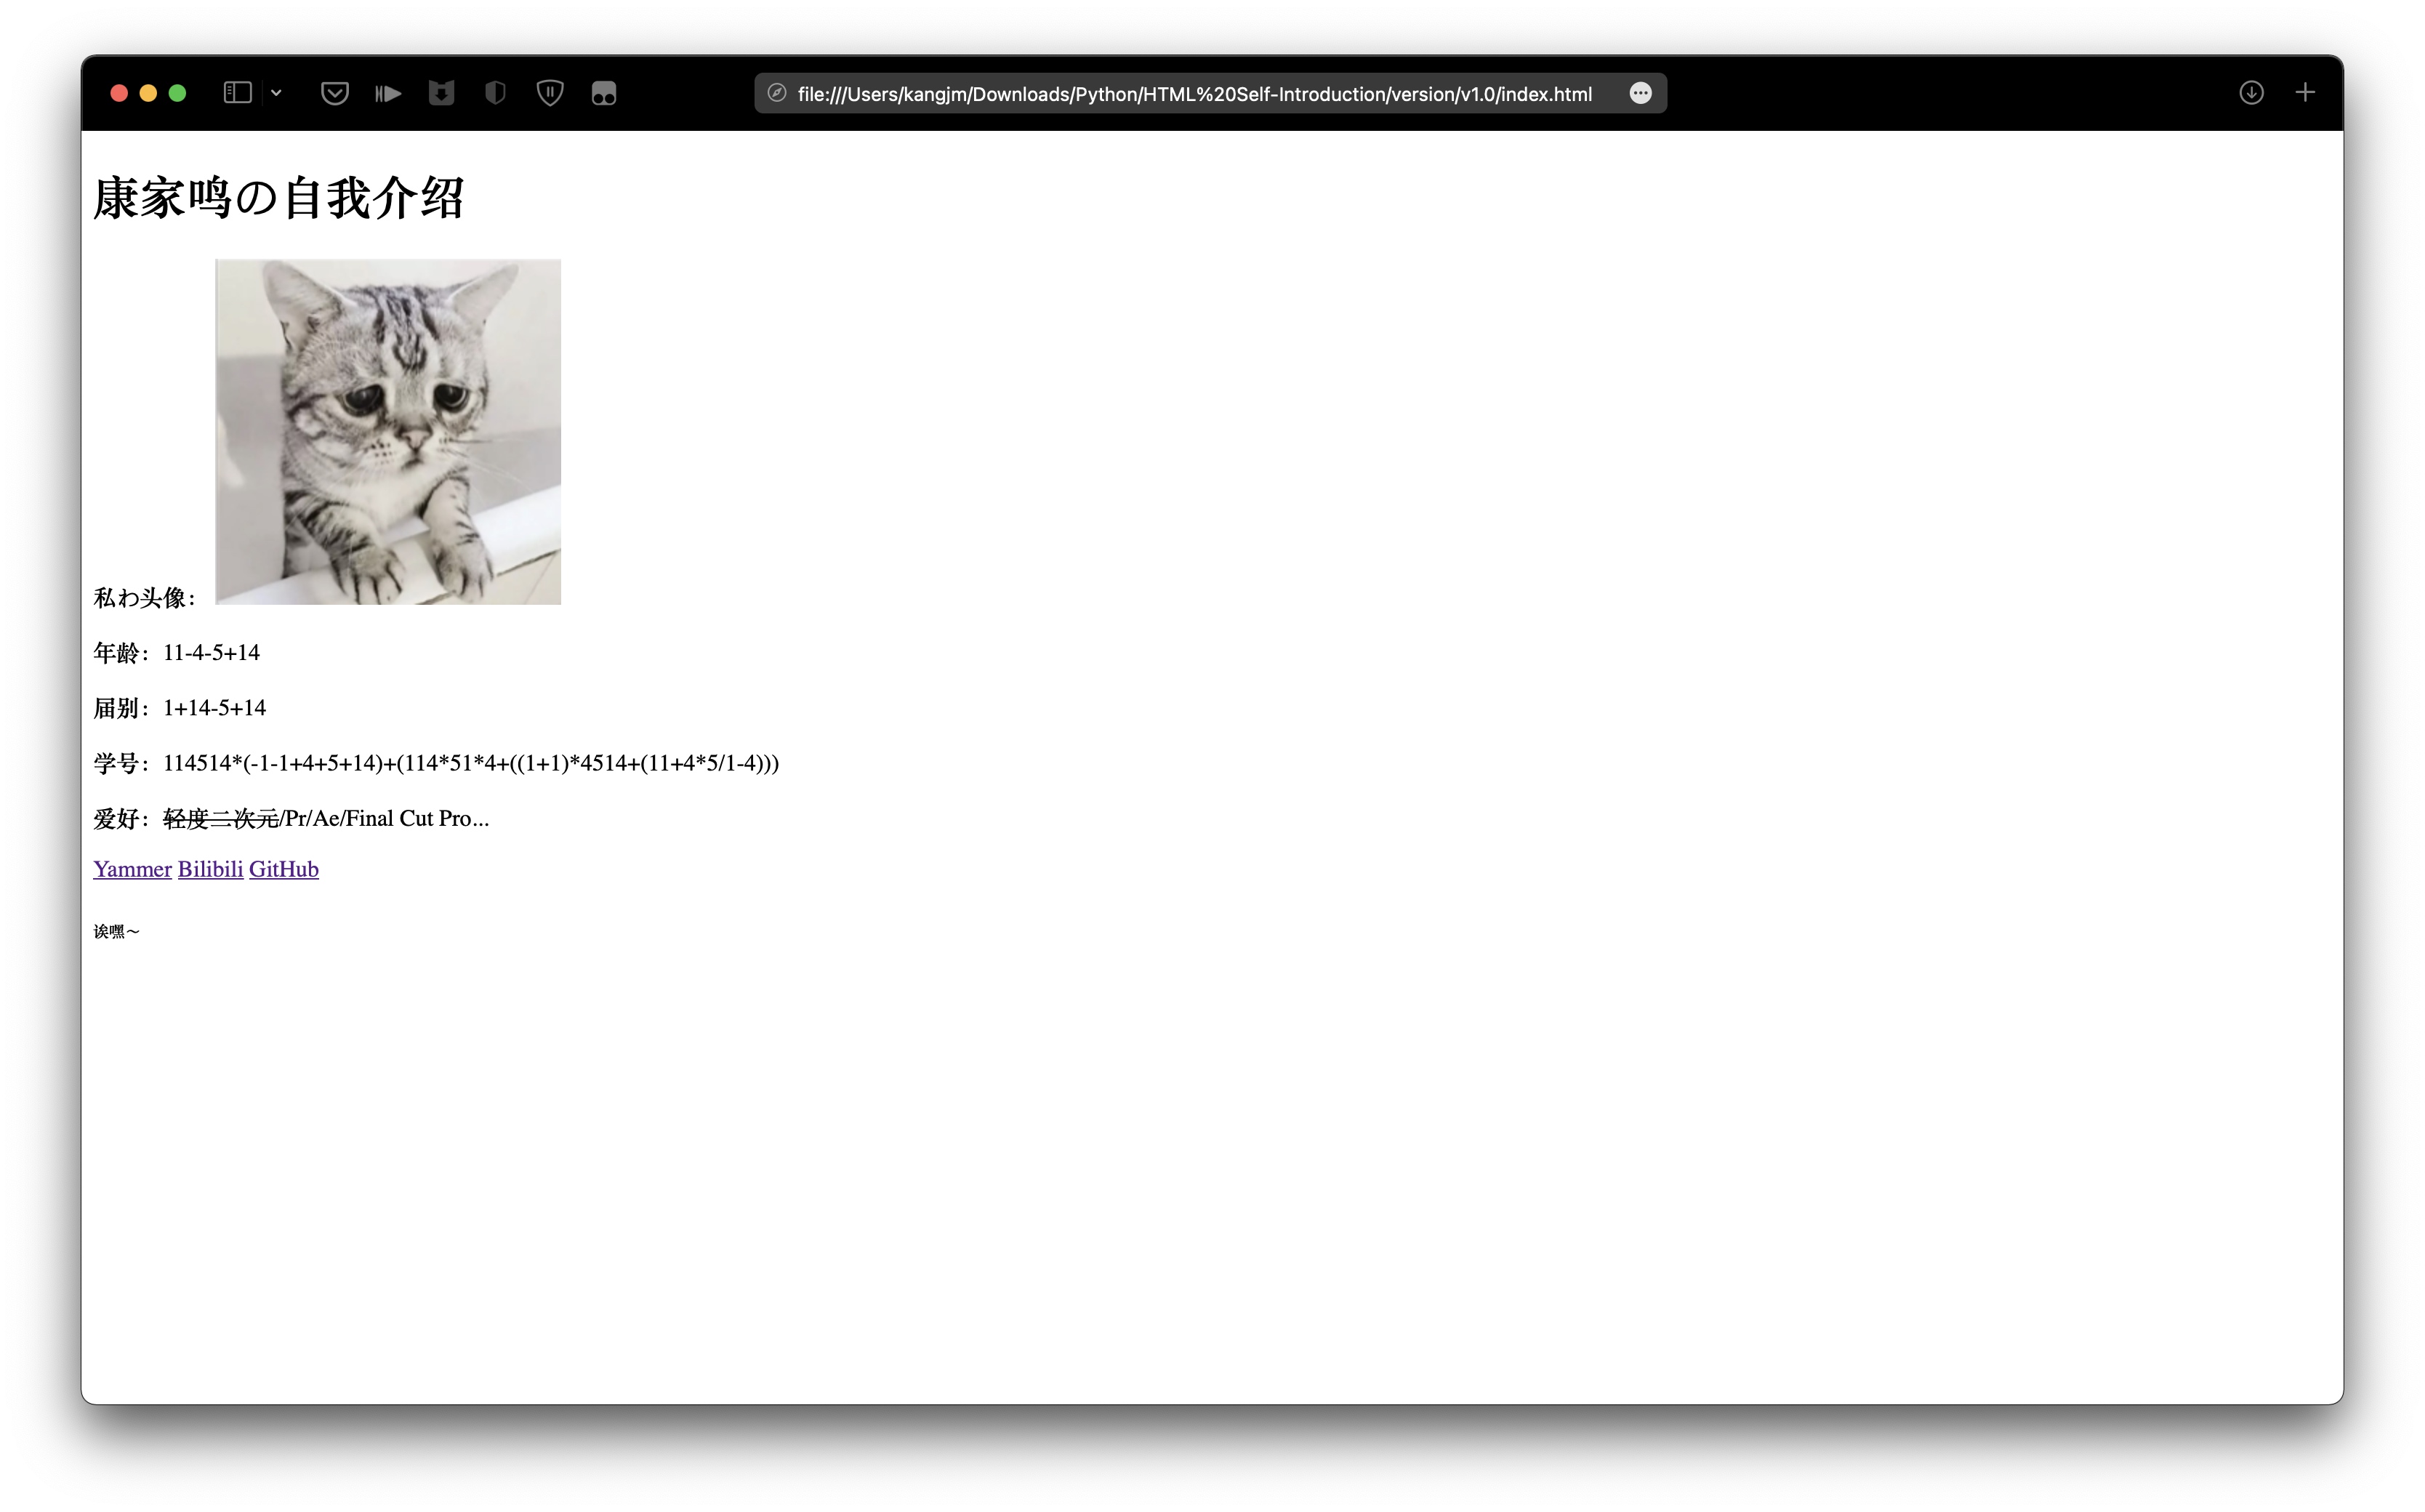 file:///Users/kangjm/Downloads/Python/HTML%20Self-Introduction/version/v1.0/index.html
康家鸣の自我介绍
私わ头像：
年龄：11-4-5+14
届别：1+14-5+14
学号：114514*(-1-1+4+5+14)+(114*51*4+((1+1)*4514+(11+4*5/1-4)))
爱好：轻度二次元/Pr/Ae/Final Cut Pro...
Yammer Bilibili GitHub
诶嘿～